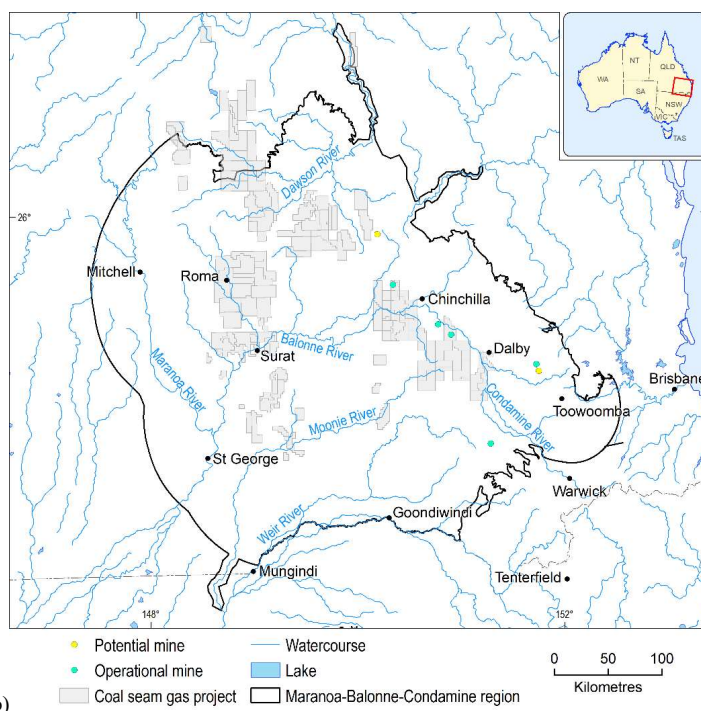 NT
QLD
WA
SA
NSW
VIC
TAS
Dawson River
26°
Mitchell
Roma
Chinchilla
Balonne River
Surat
Dalby
Maranoa River
Brisbane
Condamine River
Toowoomba
Moonie River
St George
Warwick
Goondiwindi
Weir River
Mungindi
Tenterfield
148°
152°
Potential mine
Watercourse
Operational mine
Lake
0 50 100
Coal seam gas project
Maranoa-Balonne-Condamine region
Kilometres